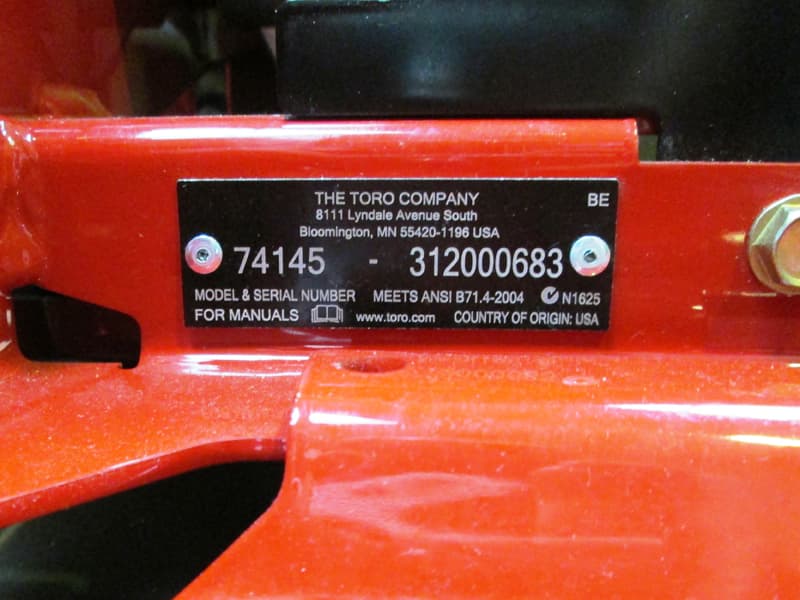 THE TORO COMPANY BE
8111 Lyndale Avenue South
Bloomington, MN 55420-1196 USA
74145 - 312000683
MODEL & SERIAL NUMBER MEETS ANSI B71.4-2004 N1625
FOR MANUALS www.toro.com COUNTRY OF ORIGIN: USA